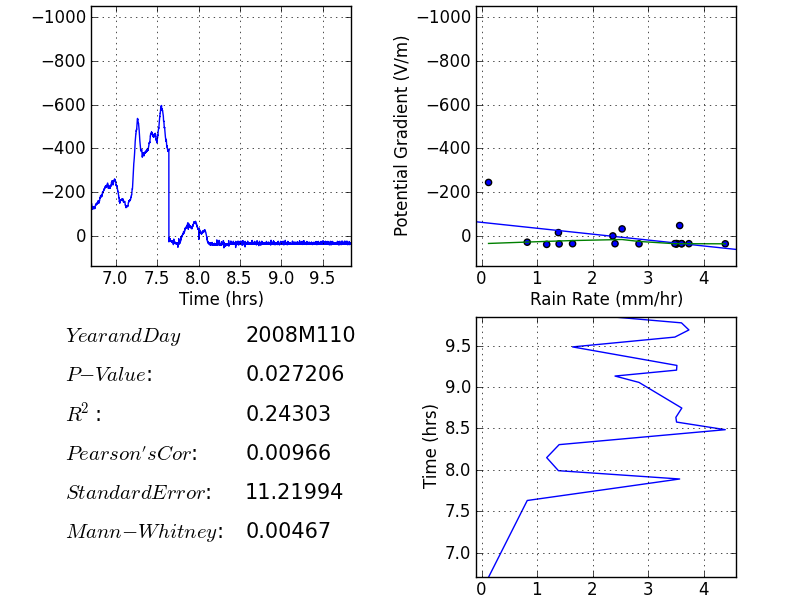 −1000
−800
−600
−400
−200
0
7.0 7.5 8.0 8.5 9.0 9.5
Time (hrs)
Potential Gradient (V/m)
−1000
−800
−600
−400
−200
0
0 1 2 3 4
Rain Rate (mm/hr)
YearandDay 2008M110
P−Value: 0.027206
R² : 0.24303
Pearson'sCor: 0.00966
StandardError: 11.21994
Mann−Whitney: 0.00467
Time (hrs)
9.5
9.0
8.5
8.0
7.5
7.0
0 1 2 3 4